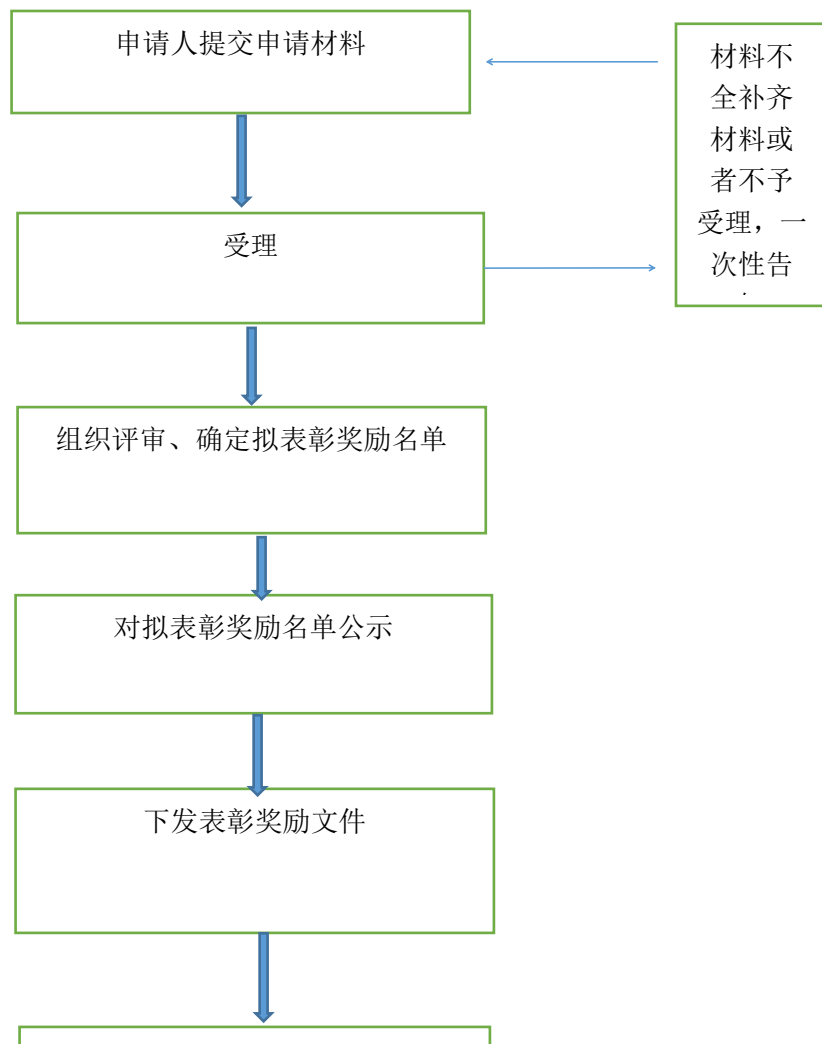 申请人提交申请材料
材料不
全补齐
材料或
者不予
受理，一
次性告
受理
组织评审、确定拟表彰奖励名单
对拟表彰奖励名单公示
下发表彰奖励文件